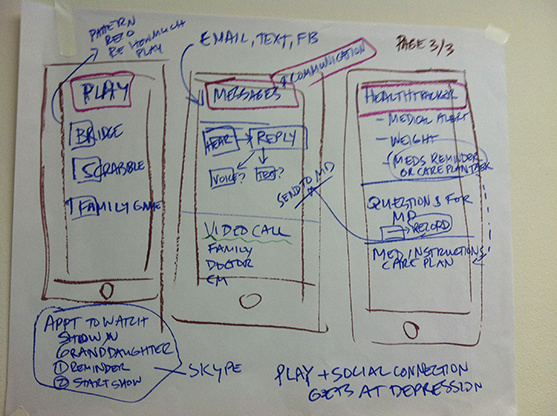 PATTERN
RECO
RE HOW MUCH
PLAY
PLAY
BRIDGE
SCRABBLE
FAMILY GAME
APPT TO WATCH
SHOW W
GRANDDAUGHTER
① REMINDER
② START SHOW
SKYPE
EMAIL, TEXT, FB
MESSAGES
COMMUNICATION
HEAR
REPLY
VOICE?
TEXT?
SEND TO MD
VIDEO CALL
FAMILY
DOCTOR
CM
PAGE 3/3
HEALTHTRACKER
- MEDICAL ALERT
- WEIGHT
- MEDS REMINDER
OR CARE PLAN TASK
QUESTIONS FOR
MD
RECORD
MED INSTRUCTIONS/
CARE PLAN
PLAY + SOCIAL CONNECTION
GETS AT DEPRESSION